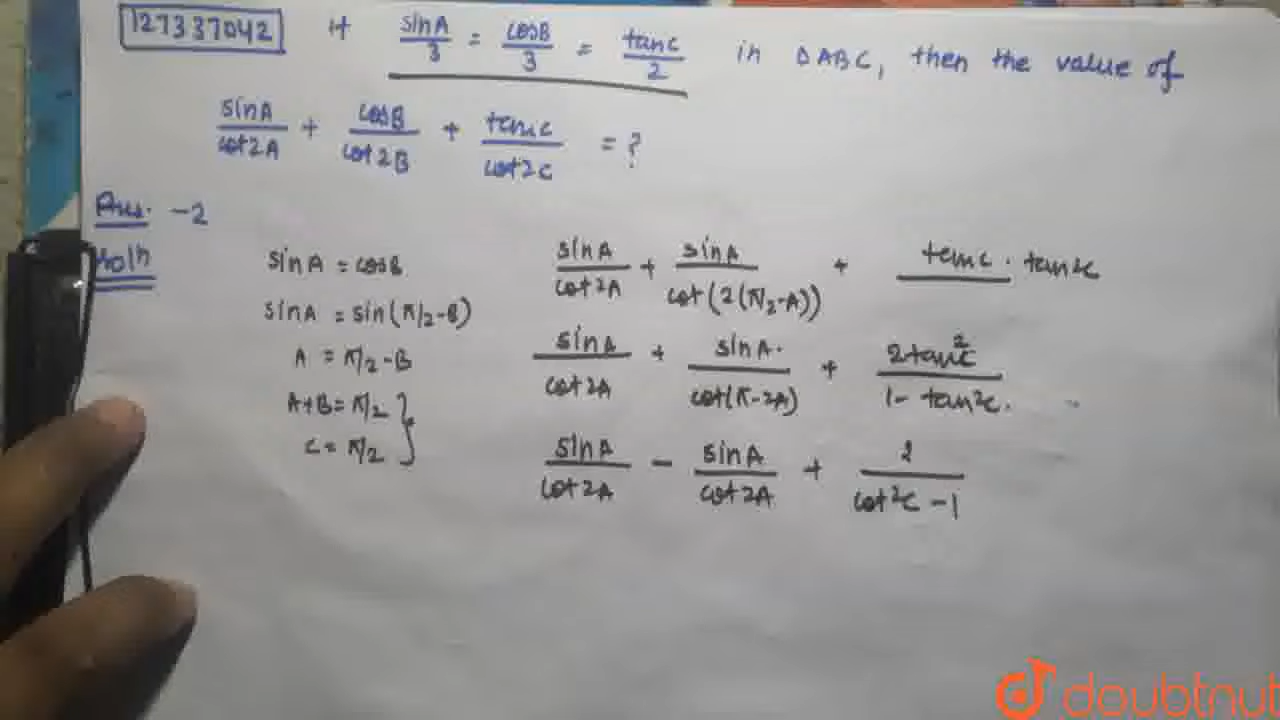 127337042 If sinA/3 = cosB/3 = tanC/2 in ΔABC, then the value of
sinA/cot2A + cosB/cot2B + tanC/cot2C = ?
Ans. -2
Soln
sinA = cosB
sinA = sin(π/2-B)
A = π/2-B
A+B=π/2 }
C = π/2
sinA/cot2A + sinA/cot(2(π/2-A)) + tanC . tan2C
sinA/cot2A + sinA./cot(π-2A) + 2tan²C/1-tan²C.
sinA/cot2A - sinA/cot2A + 2/cot²C-1
doubtnut